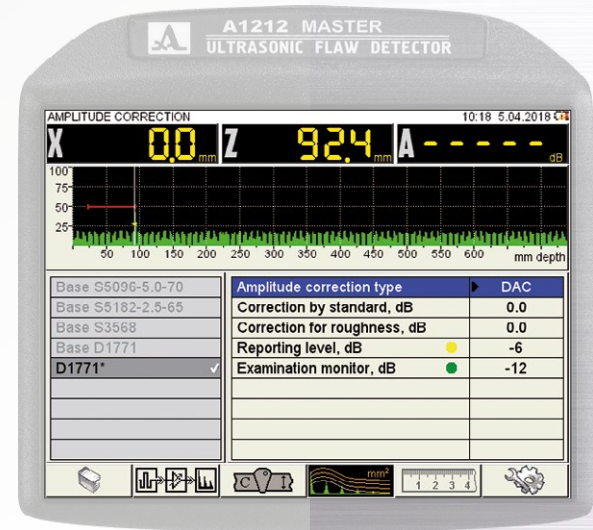 A1212 MASTER
ULTRASONIC FLAW DETECTOR
AMPLITUDE CORRECTION 10:18 5.04.2018
X 0.0 mm Z 92.4 mm A - - - - - dB
100
75
50
25
50 100 150 200 250 300 350 400 450 500 550 600 mm depth
Base S5096-5.0-70
Base S5182-2.5-65
Base S3568
Base D1771
D1771*
Amplitude correction type DAC
Correction by standard, dB 0.0
Correction for roughness, dB 0.0
Reporting level, dB -6
Examination monitor, dB -12
C I mm² 1 2 3 4